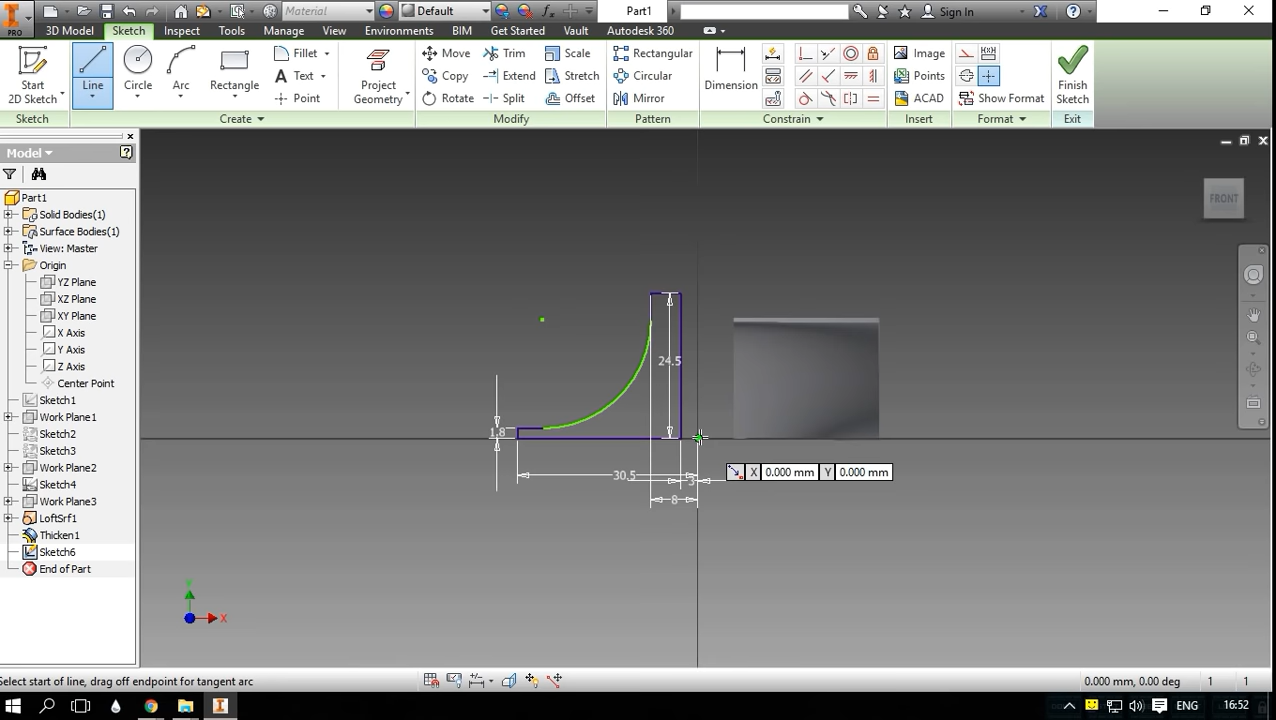 PRO
Material
Default
Part1
Sign In
3D Model
Sketch
Inspect
Tools
Manage
View
Environments
BIM
Get Started
Vault
Autodesk 360
Start
2D Sketch
Line
Circle
Arc
Rectangle
Fillet
Text
Point
Project
Geometry
Move
Copy
Rotate
Trim
Extend
Split
Scale
Stretch
Offset
Rectangular
Circular
Mirror
Dimension
Image
Points
ACAD
Show Format
Finish
Sketch
Sketch
Create
Modify
Pattern
Constrain
Insert
Format
Exit
Model
Part1
Solid Bodies(1)
Surface Bodies(1)
View: Master
Origin
YZ Plane
XZ Plane
XY Plane
X Axis
Y Axis
Z Axis
Center Point
Sketch1
Work Plane1
Sketch2
Sketch3
Work Plane2
Sketch4
Work Plane3
LoftSrf1
Thicken1
Sketch6
End of Part
FRONT
24.5
1.8
30.5
3
8
X 0.000 mm Y 0.000 mm
X
Select start of line, drag off endpoint for tangent arc
0.000 mm, 0.00 deg 1 1
ENG 16:52